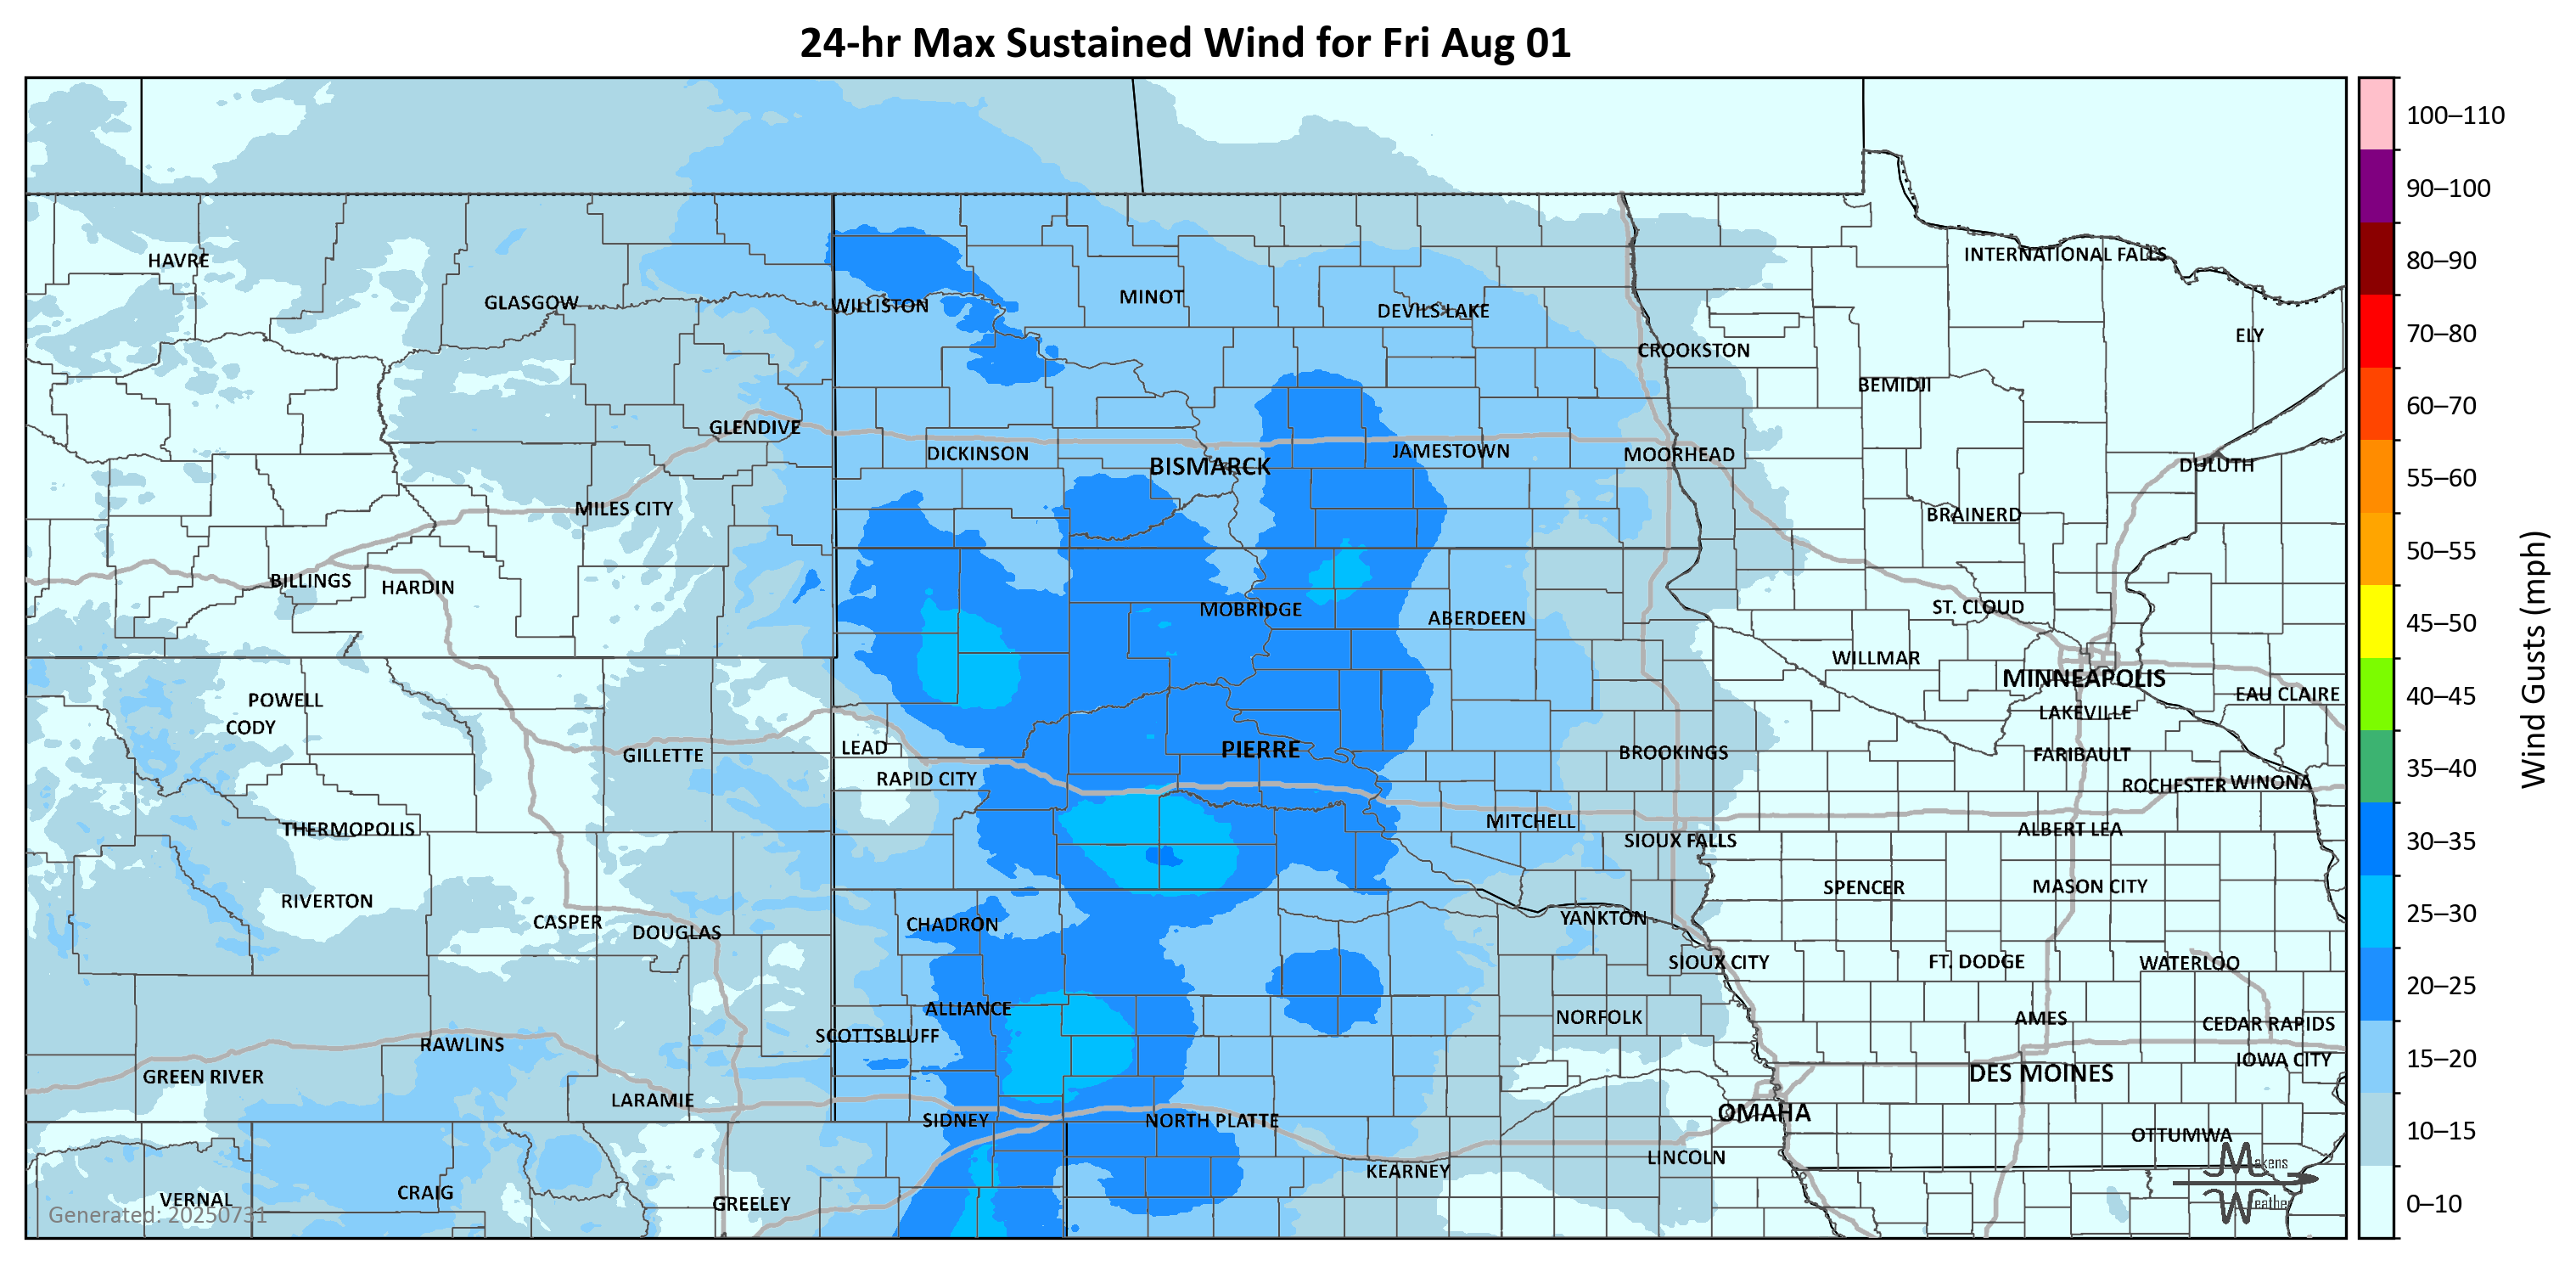 24-hr Max Sustained Wind for Fri Aug 01
100–110
90–100
80–90
70–80
60–70
55–60
50–55
45–50
40–45
35–40
30–35
25–30
20–25
15–20
10–15
0–10
Wind Gusts (mph)
INTERNATIONAL FALLS
HAVRE
MINOT
GLASGOW
WILLISTON
DEVILS LAKE
ELY
CROOKSTON
BEMIDJI
GLENDIVE
DICKINSON
JAMESTOWN
MOORHEAD
BISMARCK
DULUTH
MILES CITY
BRAINERD
BILLINGS
HARDIN
MOBRIDGE
ST. CLOUD
ABERDEEN
WILLMAR
MINNEAPOLIS
EAU CLAIRE
POWELL
LAKEVILLE
CODY
LEAD
PIERRE
BROOKINGS
GILLETTE
FARIBAULT
RAPID CITY
ROCHESTER
WINONA
MITCHELL
THERMOPOLIS
ALBERT LEA
SIOUX FALLS
SPENCER
MASON CITY
RIVERTON
YANKTON
CASPER
CHADRON
DOUGLAS
SIOUX CITY
FT. DODGE
WATERLOO
ALLIANCE
NORFOLK
AMES
CEDAR RAPIDS
SCOTTSBLUFF
RAWLINS
IOWA CITY
DES MOINES
GREEN RIVER
LARAMIE
OMAHA
SIDNEY
NORTH PLATTE
OTTUMWA
LINCOLN
KEARNEY
CRAIG
VERNAL
GREELEY
Makens
Weather
Generated: 20250731